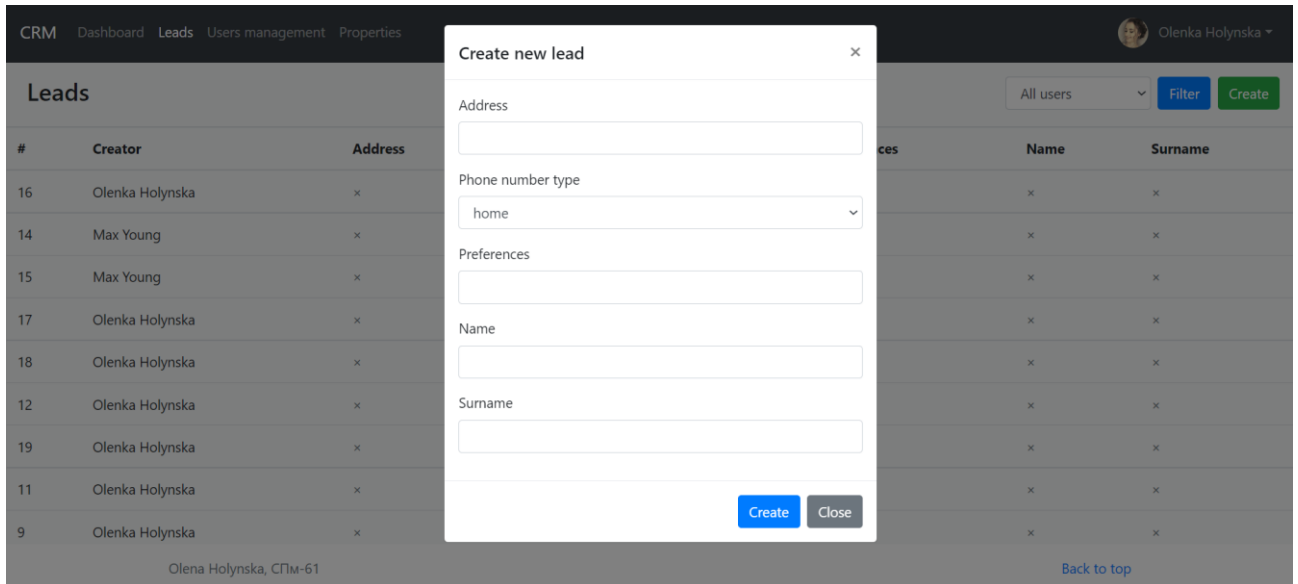 CRM Dashboard Leads Users management Properties Olenka Holynska
Create new lead ×
Leads All users Filter Create
Address
# Creator Address ces Name Surname
Phone number type
16 Olenka Holynska × × ×
home
14 Max Young × × ×
Preferences
15 Max Young × × ×
17 Olenka Holynska × × ×
Name
18 Olenka Holynska × × ×
12 Olenka Holynska × × ×
Surname
19 Olenka Holynska × × ×
11 Olenka Holynska × × ×
Create Close
9 Olenka Holynska × × ×
Olena Holynska, СПм-61 Back to top